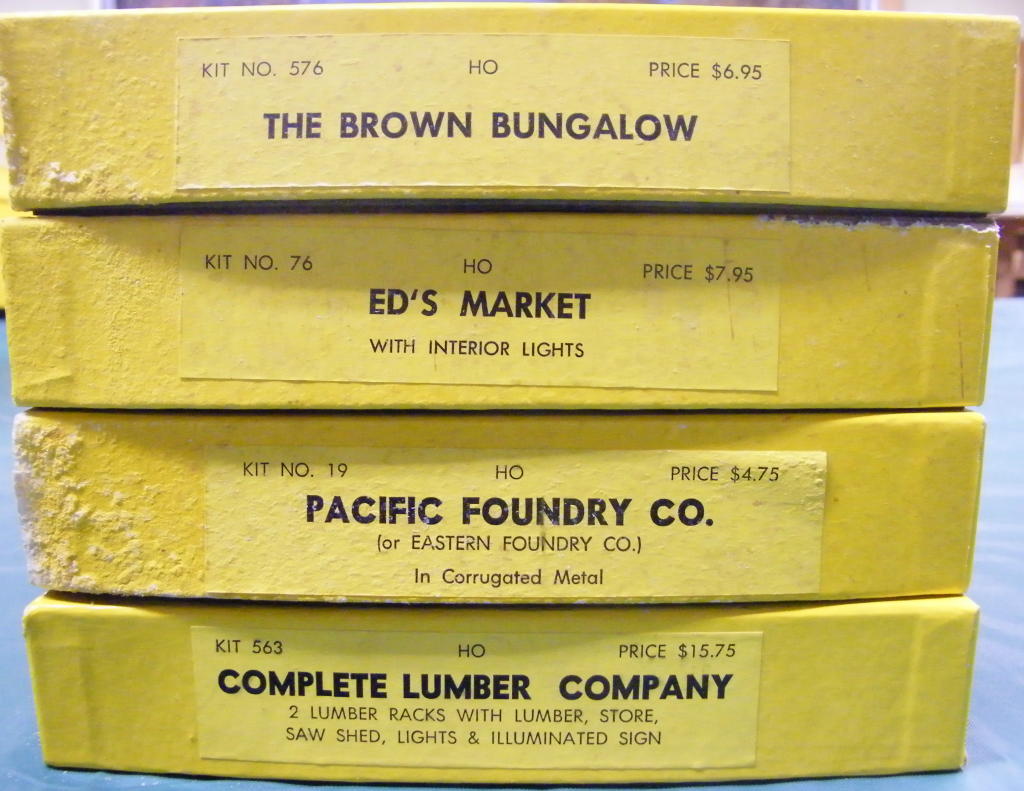 KIT NO. 576 HO PRICE $6.95
THE BROWN BUNGALOW
KIT NO. 76 HO PRICE $7.95
ED'S MARKET
WITH INTERIOR LIGHTS
KIT NO. 19 HO PRICE $4.75
PACIFIC FOUNDRY CO.
(or EASTERN FOUNDRY CO.)
In Corrugated Metal
KIT 563 HO PRICE $15.75
COMPLETE LUMBER COMPANY
2 LUMBER RACKS WITH LUMBER, STORE,
SAW SHED, LIGHTS & ILLUMINATED SIGN